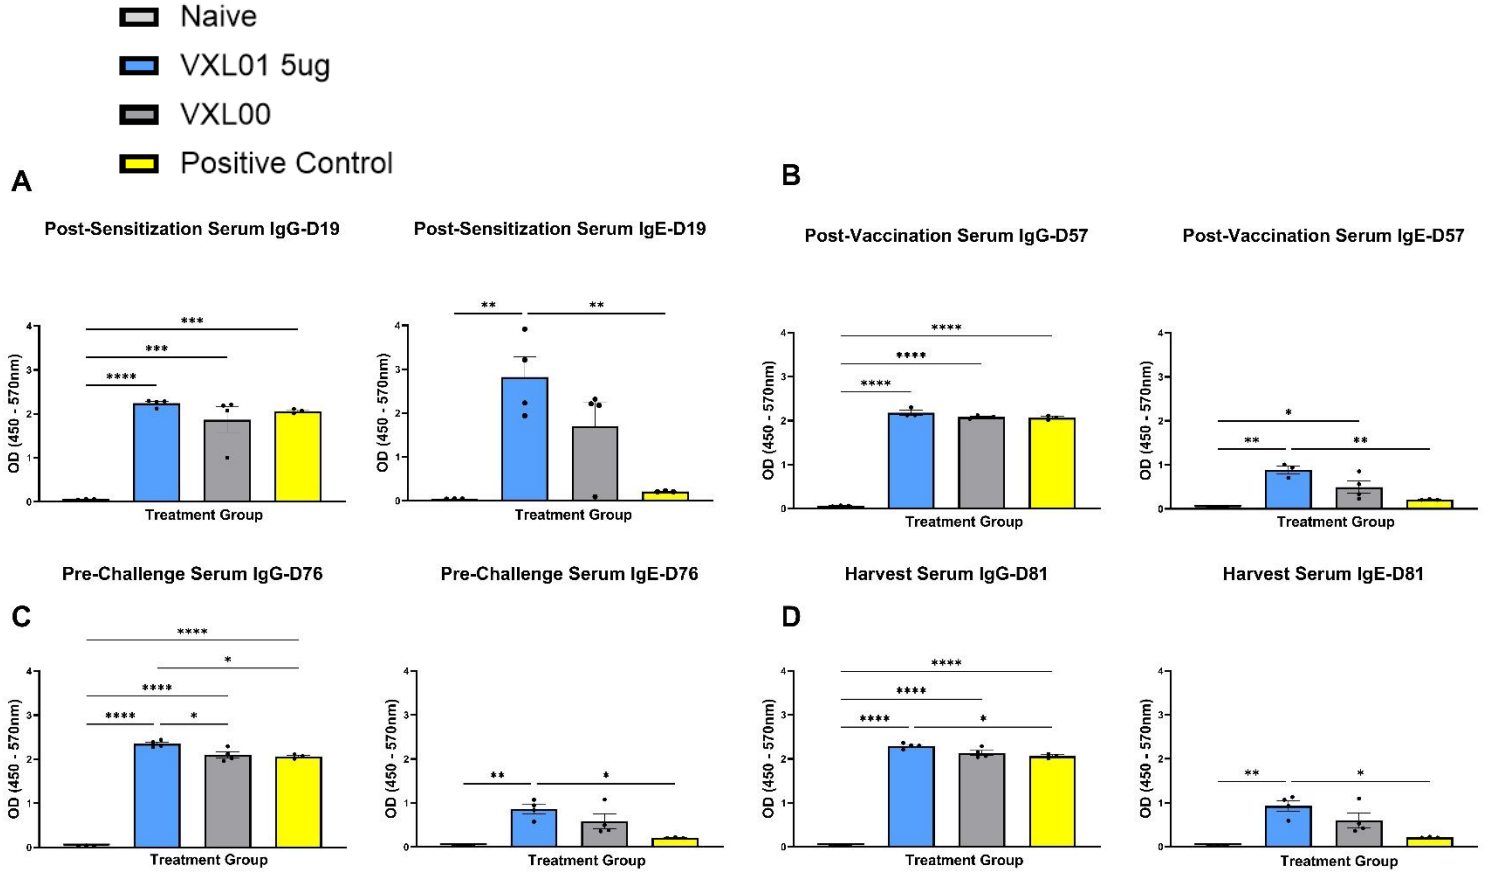 Naive
VXL01 5ug
VXL00
Positive Control
A
Post-Sensitization Serum IgG-D19
OD (450 - 570nm)
4
3
2
1
0
***
***
****
Treatment Group
Post-Sensitization Serum IgE-D19
OD (450 - 570nm)
4
3
2
1
0
**
**
Treatment Group
B
Post-Vaccination Serum IgG-D57
OD (450 - 570nm)
4
3
2
1
0
****
****
****
Treatment Group
Post-Vaccination Serum IgE-D57
OD (450 - 570nm)
4
3
2
1
0
*
**
**
Treatment Group
C
Pre-Challenge Serum IgG-D76
OD (450 - 570nm)
4
3
2
1
0
****
*
****
****
*
Treatment Group
Pre-Challenge Serum IgE-D76
OD (450 - 570nm)
4
3
2
1
0
**
*
Treatment Group
D
Harvest Serum IgG-D81
OD (450 - 570nm)
4
3
2
1
0
****
****
****
*
Treatment Group
Harvest Serum IgE-D81
OD (450 - 570nm)
4
3
2
1
0
**
*
Treatment Group